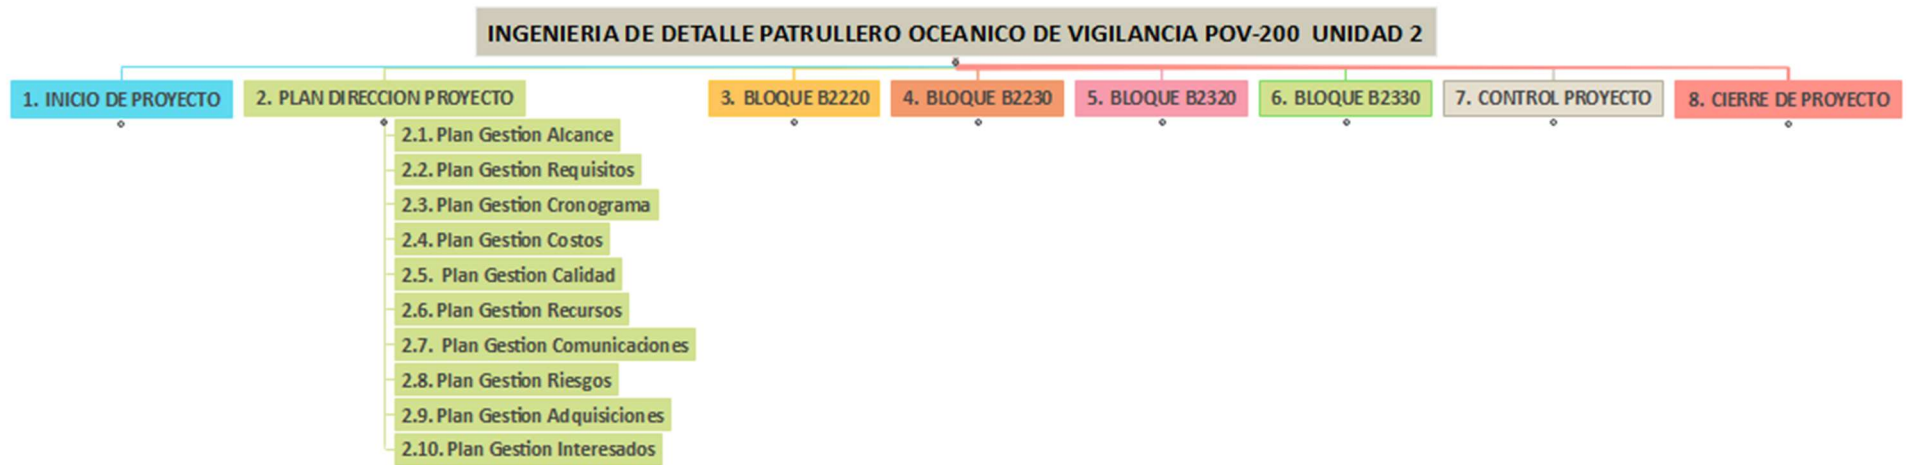 INGENIERIA DE DETALLE PATRULLERO OCEANICO DE VIGILANCIA POV-200 UNIDAD 2
1. INICIO DE PROYECTO
2. PLAN DIRECCION PROYECTO
3. BLOQUE B2220
4. BLOQUE B2230
5. BLOQUE B2320
6. BLOQUE B2330
7. CONTROL PROYECTO
8. CIERRE DE PROYECTO
2.1. Plan Gestion Alcance
2.2. Plan Gestion Requisitos
2.3. Plan Gestion Cronograma
2.4. Plan Gestion Costos
2.5. Plan Gestion Calidad
2.6. Plan Gestion Recursos
2.7. Plan Gestion Comunicaciones
2.8. Plan Gestion Riesgos
2.9. Plan Gestion Adquisiciones
2.10. Plan Gestion Interesados